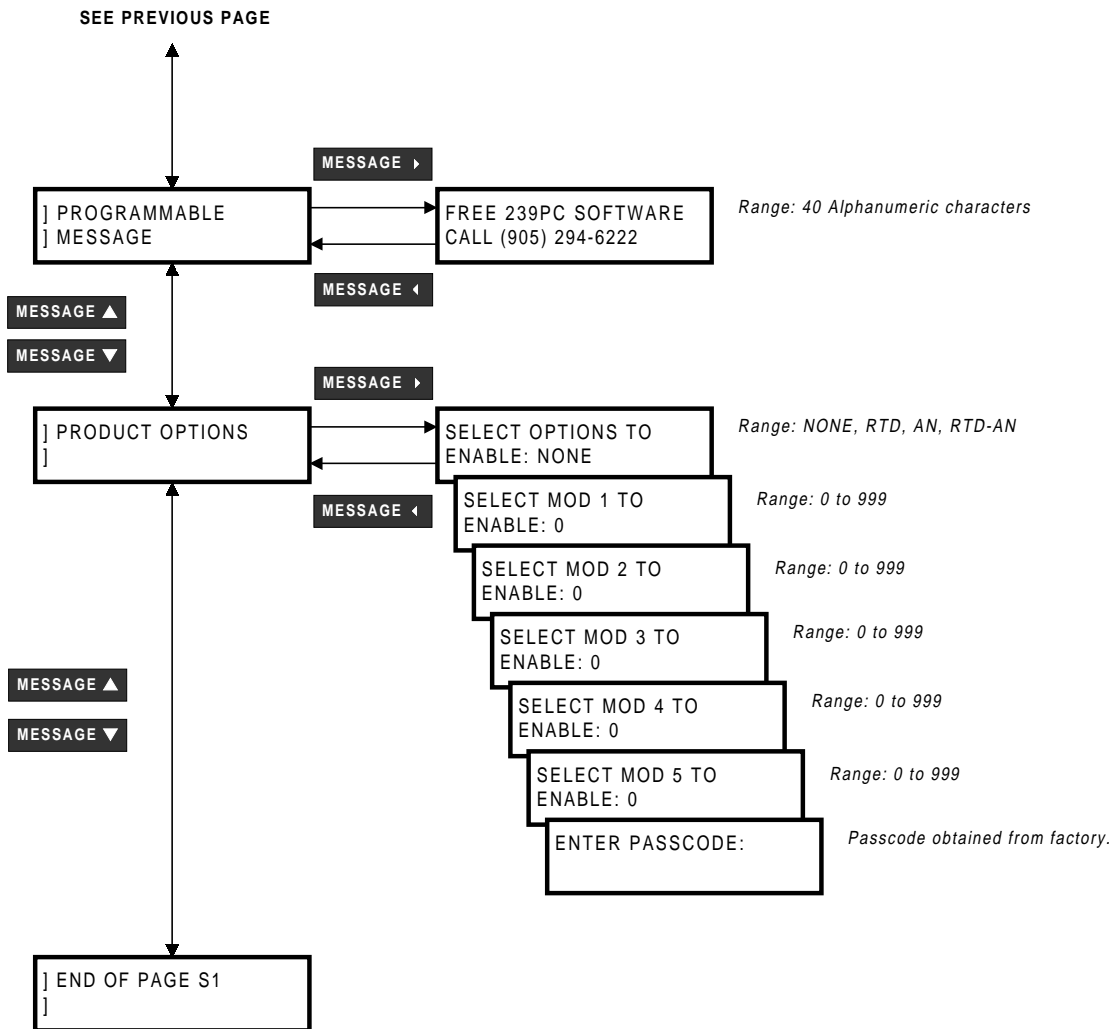 SEE PREVIOUS PAGE
MESSAGE ▸
] PROGRAMMABLE
] MESSAGE
FREE 239PC SOFTWARE
CALL (905) 294-6222
Range: 40 Alphanumeric characters
MESSAGE ◂
MESSAGE ▲
MESSAGE ▼
MESSAGE ▸
] PRODUCT OPTIONS
]
SELECT OPTIONS TO
ENABLE: NONE
Range: NONE, RTD, AN, RTD-AN
MESSAGE ◂
SELECT MOD 1 TO
ENABLE: 0
Range: 0 to 999
SELECT MOD 2 TO
ENABLE: 0
Range: 0 to 999
SELECT MOD 3 TO
ENABLE: 0
Range: 0 to 999
MESSAGE ▲
MESSAGE ▼
SELECT MOD 4 TO
ENABLE: 0
Range: 0 to 999
SELECT MOD 5 TO
ENABLE: 0
Range: 0 to 999
ENTER PASSCODE:
Passcode obtained from factory.
] END OF PAGE S1
]